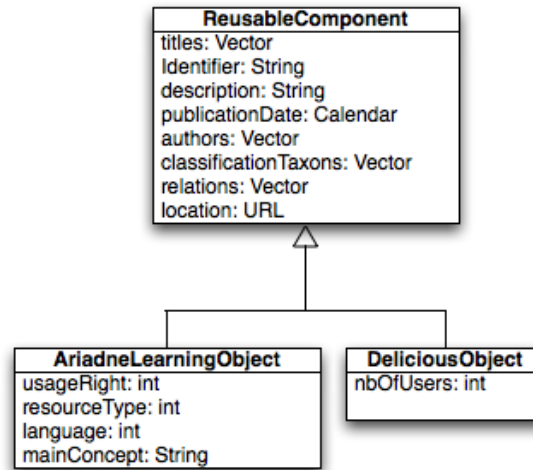 ReusableComponent
titles: Vector
Identifier: String
description: String
publicationDate: Calendar
authors: Vector
classificationTaxons: Vector
relations: Vector
location: URL
AriadneLearningObject
usageRight: int
resourceType: int
language: int
mainConcept: String
DeliciousObject
nbOfUsers: int